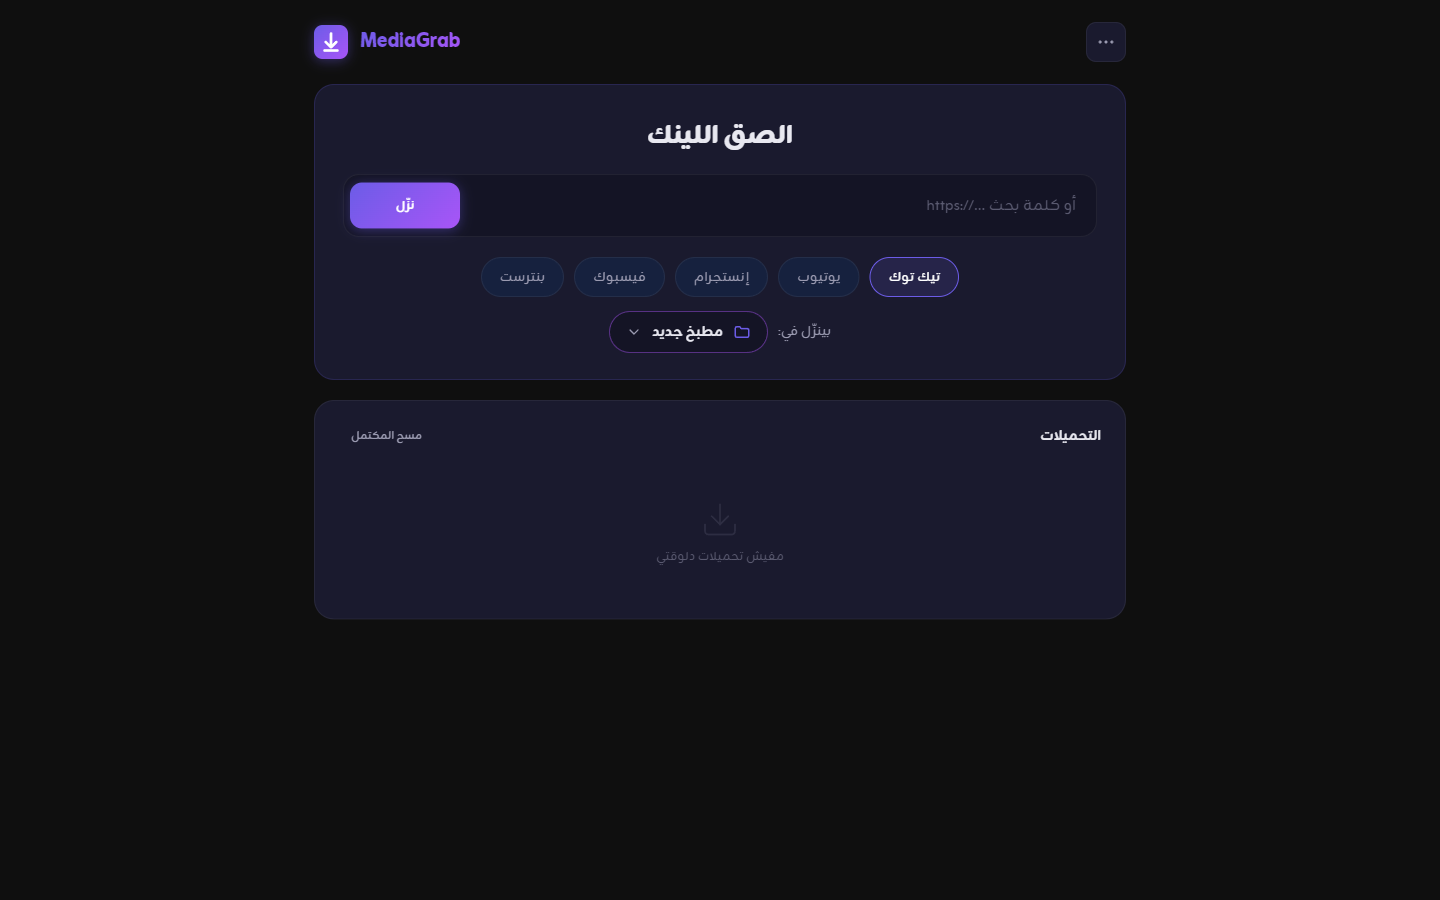 MediaGrab
الصق اللينك
أو كلمة بحث ...//:https
نزّل
تيك توك
يوتيوب
إنستجرام
فيسبوك
بنترست
بينزّل في:
مطبخ جديد
التحميلات
مسح المكتمل
مفيش تحميلات دلوقتي